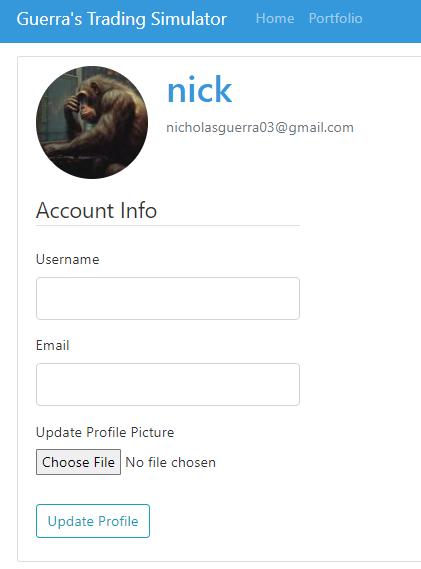 Guerra's Trading Simulator Home Portfolio
nick
nicholasguerra03@gmail.com
Account Info
Username
Email
Update Profile Picture
Choose File No file chosen
Update Profile